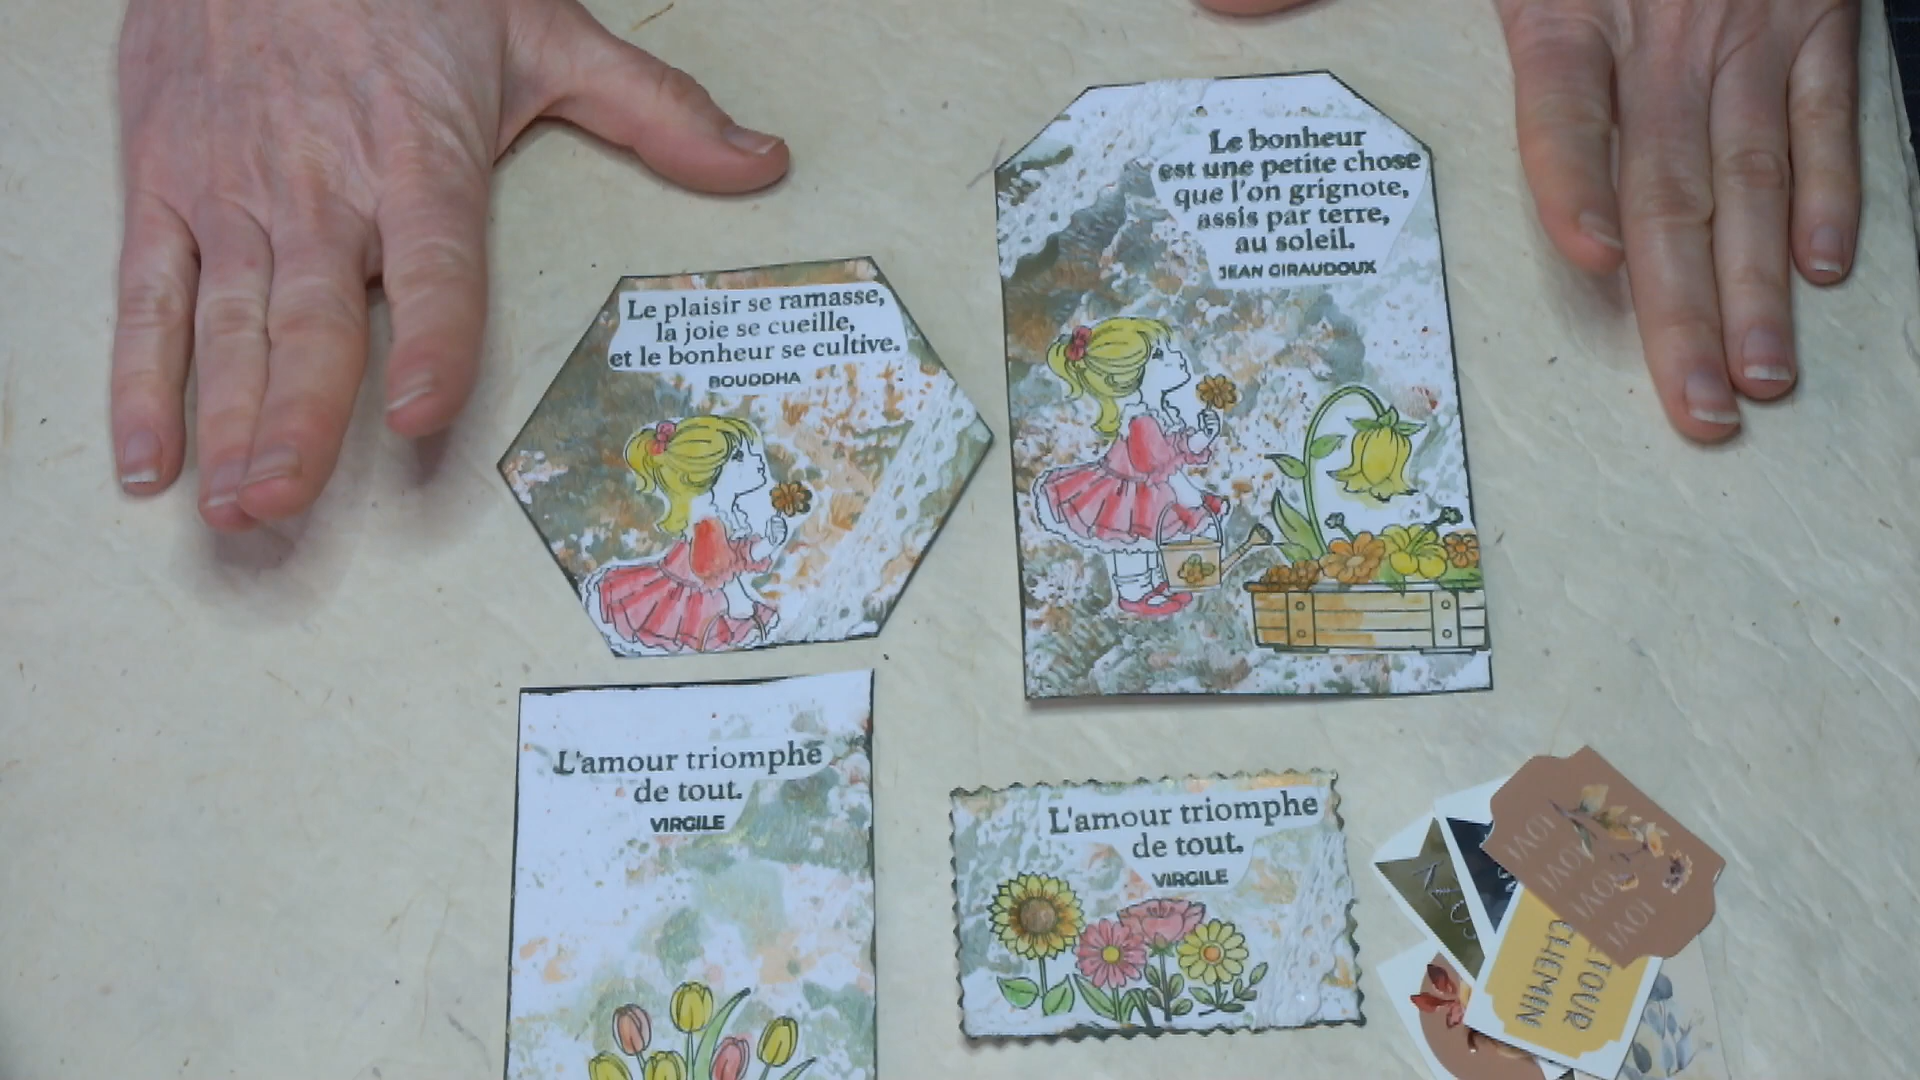 Le bonheur
est une petite chose
que l'on grignote,
assis par terre,
au soleil.
JEAN GIRAUDOUX
Le plaisir se ramasse,
la joie se cueille,
et le bonheur se cultive.
BOUDDHA
L'amour triomphe
de tout.
VIRGILE
L'amour triomphe
de tout.
VIRGILE
TOUR
CHEMIN